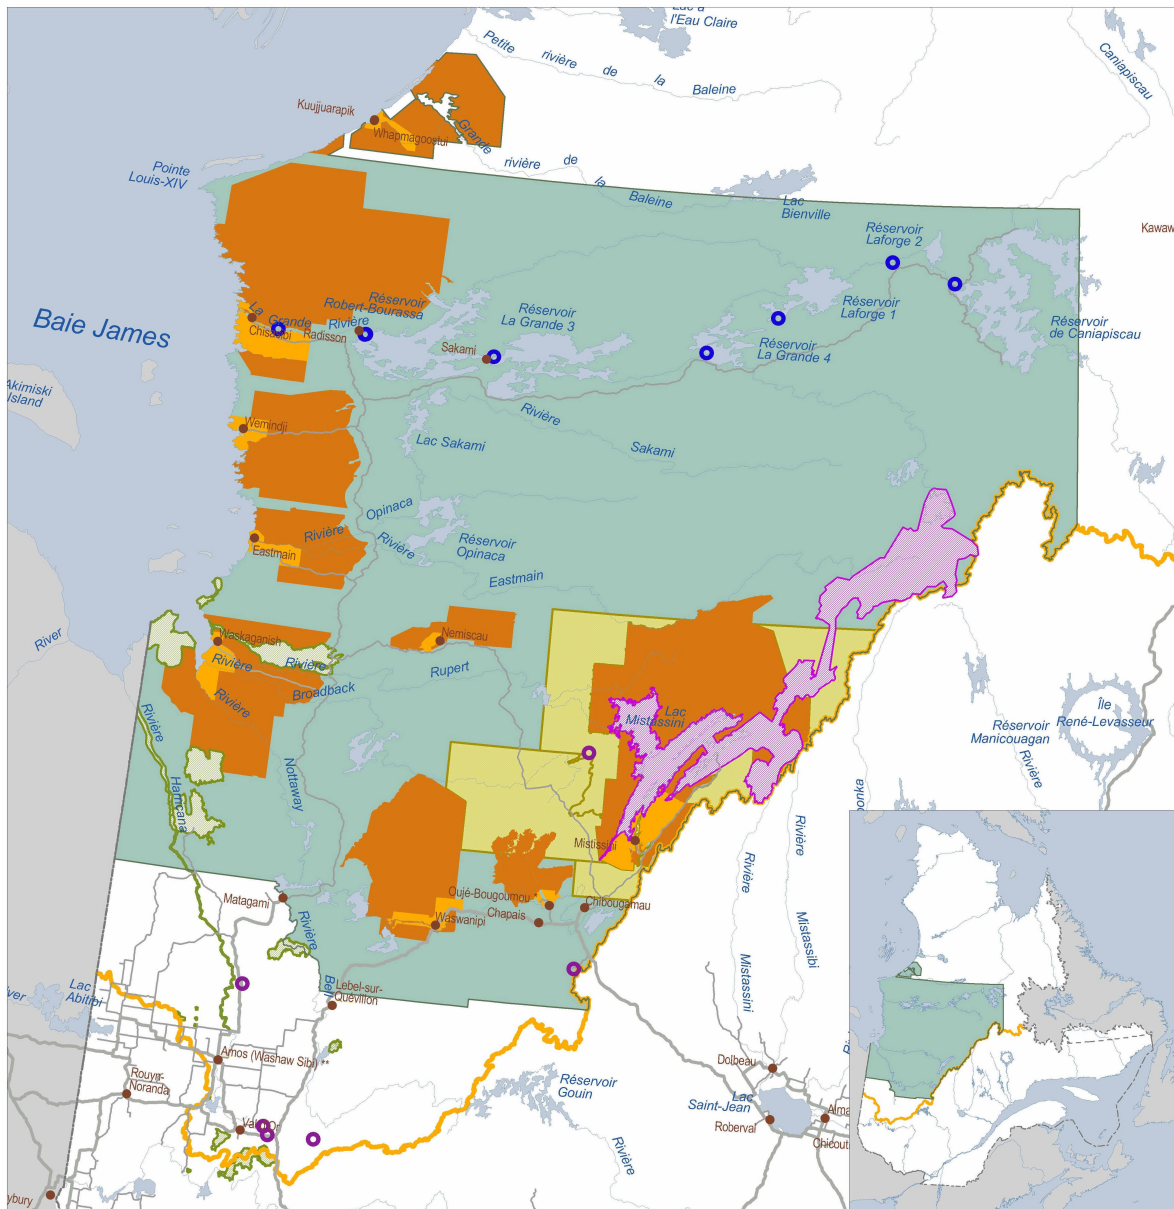 Lac à
l'Eau Claire
Petite rivière de la Baleine
Caniapiscau
Kuujjuarapik
Whapmagoostui
Grande rivière de la Baleine
Pointe
Louis-XIV
Lac
Bienville
Réservoir
Laforge 2
Kawaw
Baie James
La Grande Rivière
Chisasibi
Radisson
Réservoir
Robert-Bourassa
Réservoir
La Grande 3
Sakami
Réservoir
Laforge 1
Réservoir
La Grande 4
Réservoir
de Caniapiscau
Akimiski
Island
Wemindji
Lac Sakami
Rivière Sakami
Rivière Opinaca
Eastmain
Rivière Eastmain
Réservoir
Opinaca
River
Waskaganish
Rivière
Rivière Broadback
Rivière
Nemiscau
Rupert
Nottaway
Rivière Harricana
Lac
Mistassini
Île
René-Levasseur
Réservoir
Manicouagan
Rivière
Mistissini
Oujé-Bougoumou *
Chibougamau
Chapais
Waswanipi
Matagami
Rivière Bell
Rivière Mistassini
Rivière Mistassibi
Lac
Abitibi
Lebel-sur-
Quévillon
Amos (Washaw Sibi) **
Rouyn-
Noranda
Val-d'Or
Réservoir
Gouin
Rivière
Dolbeau
Lac
Saint-Jean
Roberval
Alma
Chicout